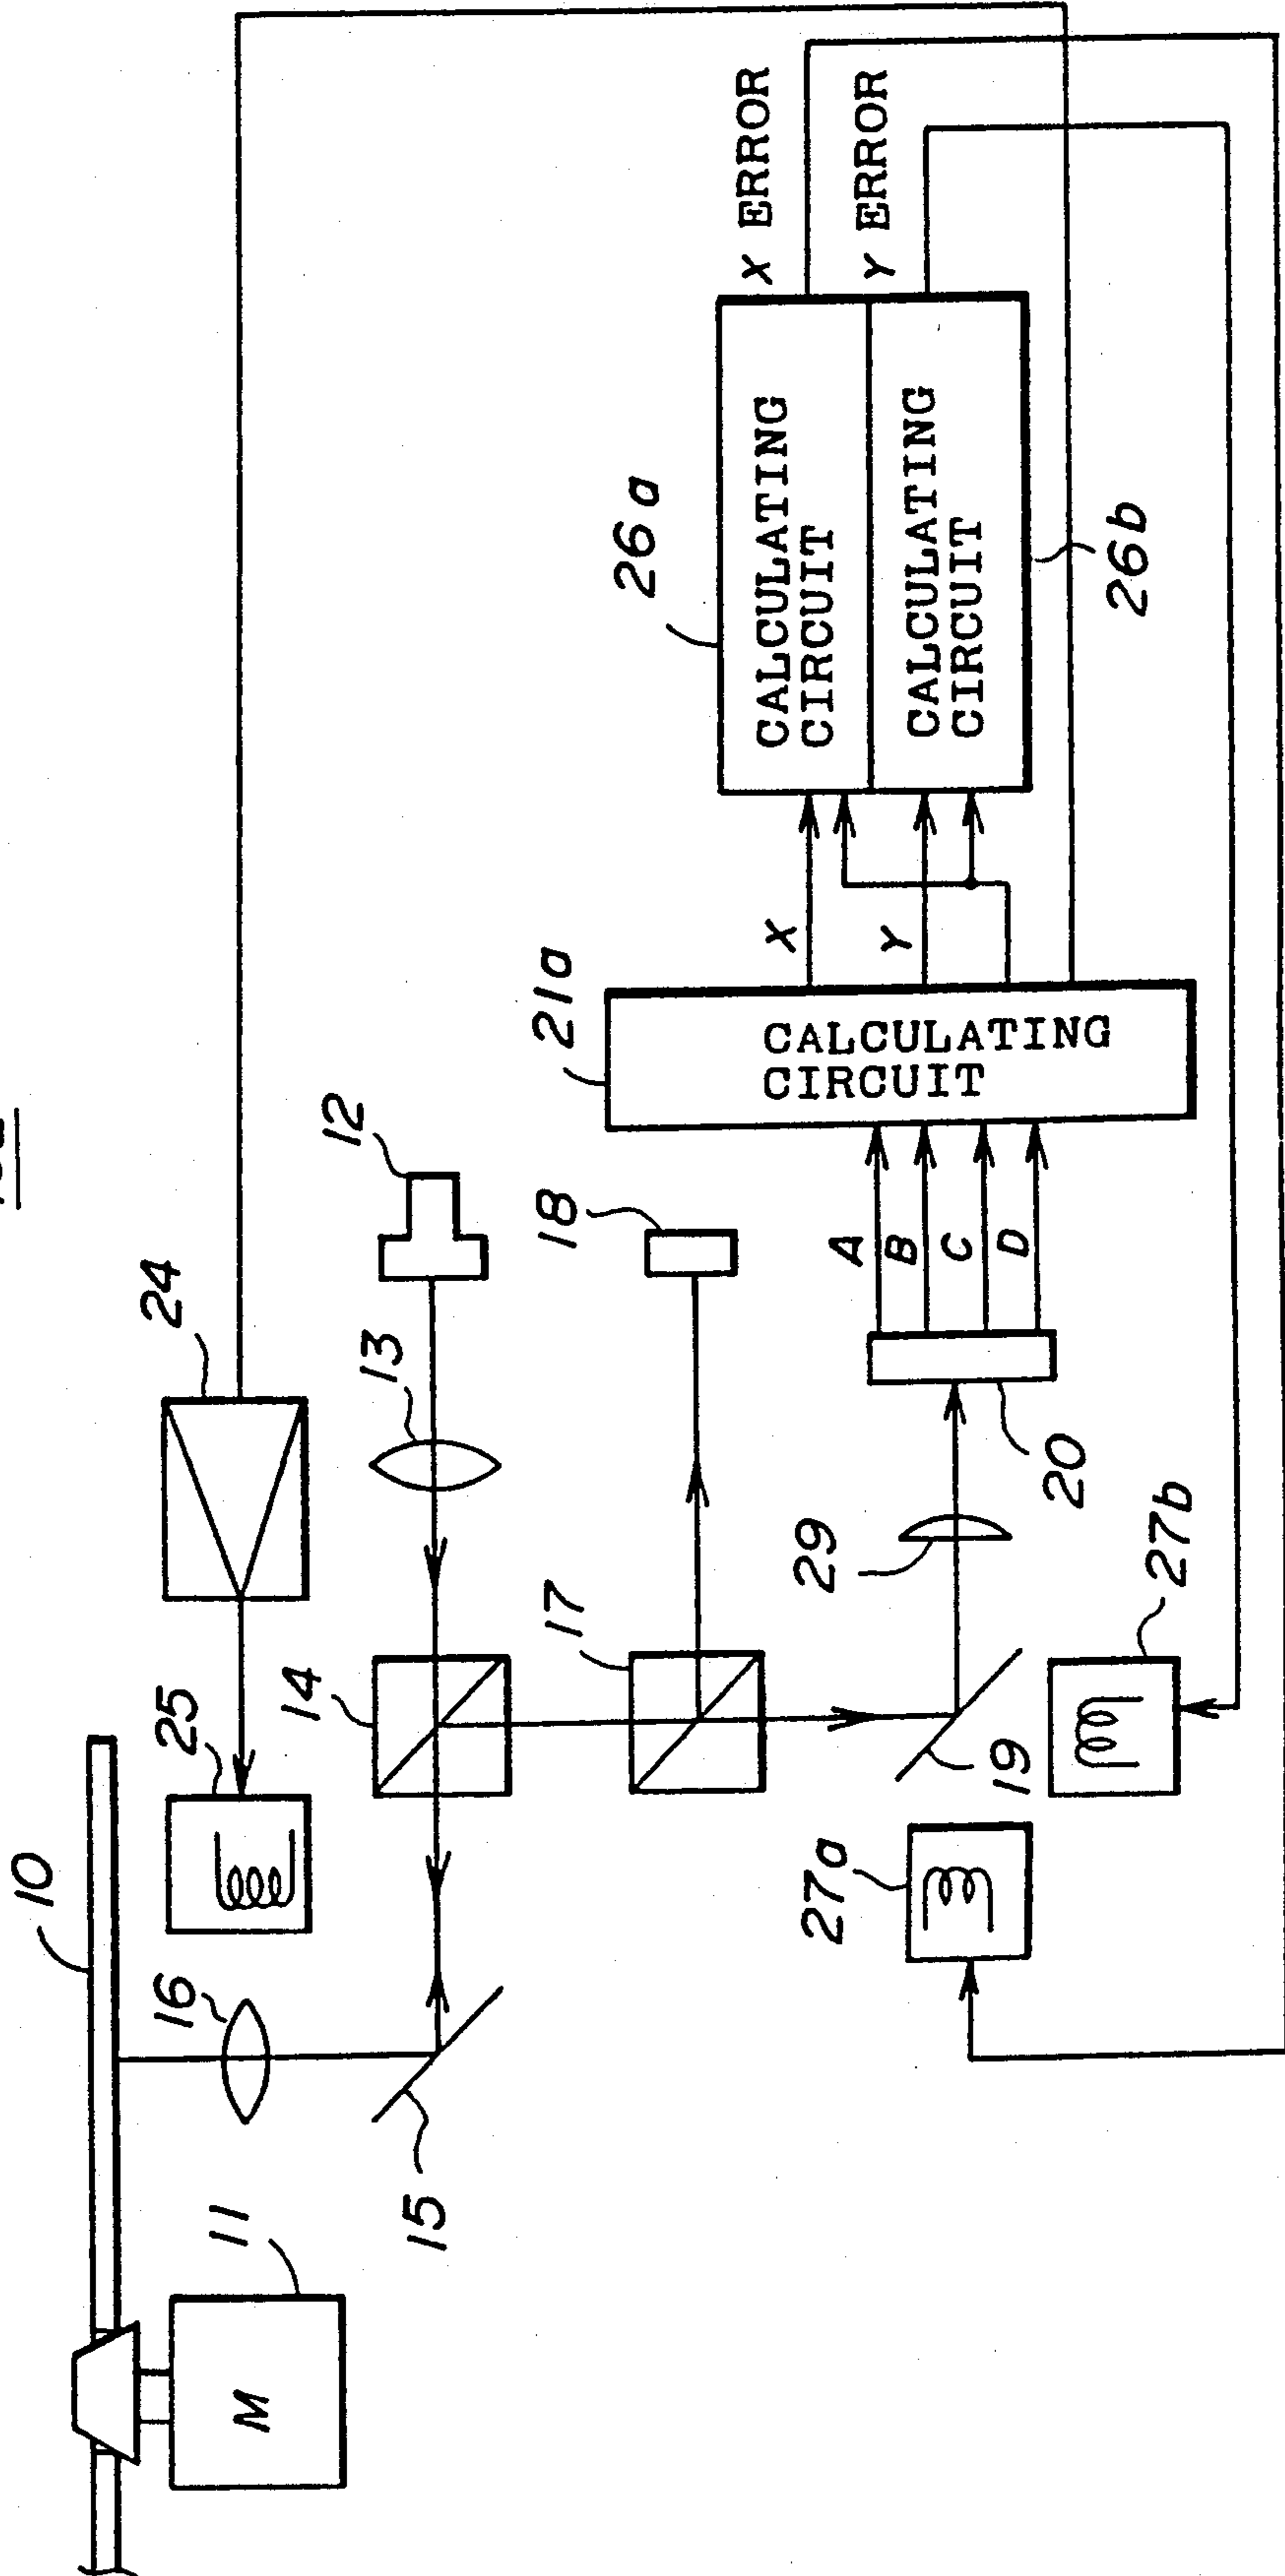 10
11
M
16
15
25
24
14
13
12
17
18
27a
19
29
20
27b
A
B
C
D
21a
CALCULATING
CIRCUIT
X
Y
26a
CALCULATING
CIRCUIT
CALCULATING
CIRCUIT
26b
X ERROR
Y ERROR